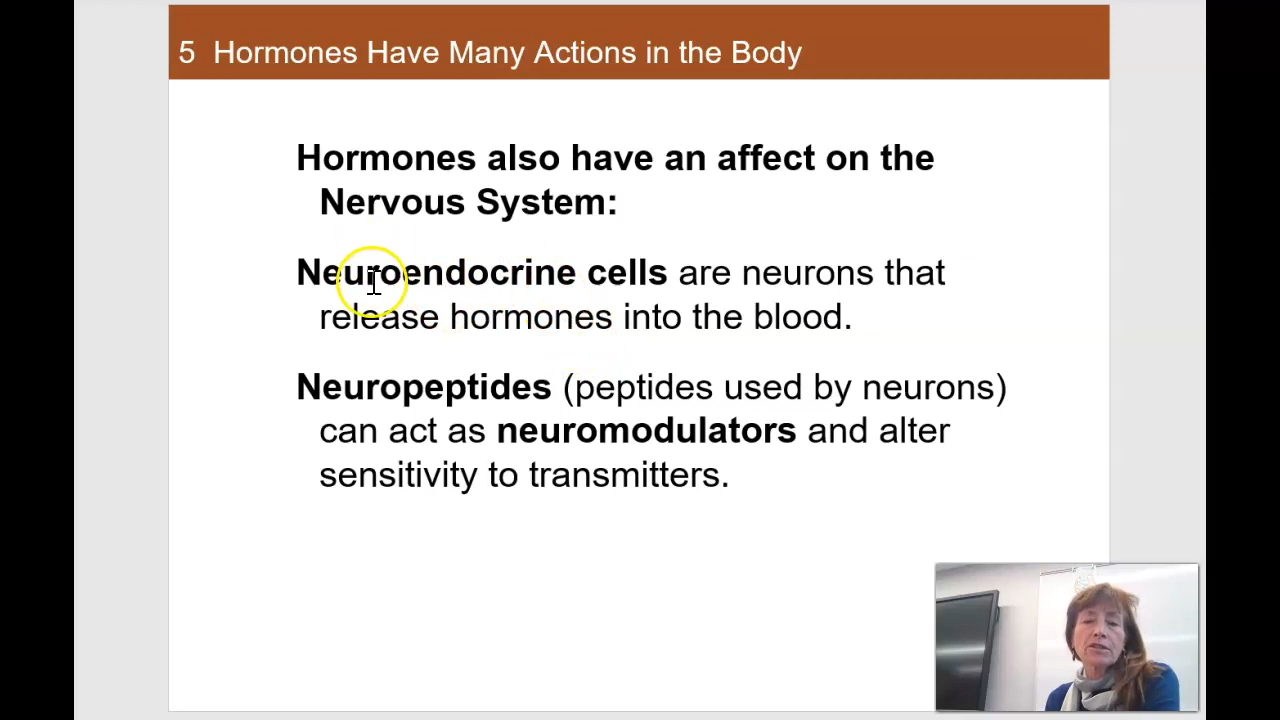 5 Hormones Have Many Actions in the Body
Hormones also have an affect on the
Nervous System:
Neuroendocrine cells are neurons that
release hormones into the blood.
Neuropeptides (peptides used by neurons)
can act as neuromodulators and alter
sensitivity to transmitters.